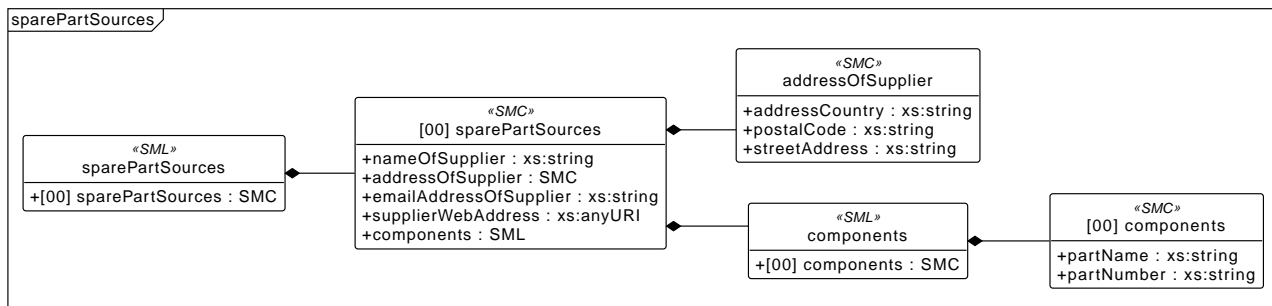 sparePartSources
«SML»
sparePartSources
+[00] sparePartSources : SMC
«SMC»
[00] sparePartSources
+nameOfSupplier : xs:string
+addressOfSupplier : SMC
+emailAddressOfSupplier : xs:string
+supplierWebAddress : xs:anyURI
+components : SML
«SMC»
addressOfSupplier
+addressCountry : xs:string
+postalCode : xs:string
+streetAddress : xs:string
«SML»
components
+[00] components : SMC
«SMC»
[00] components
+partName : xs:string
+partNumber : xs:string